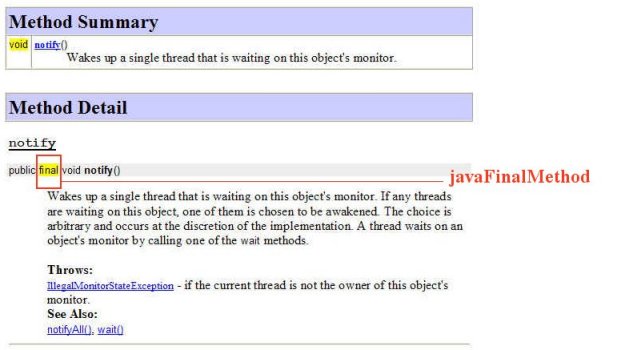 Method Summary
void notify()
Wakes up a single thread that is waiting on this object's monitor.
Method Detail
notify
public final void notify()
javaFinalMethod
Wakes up a single thread that is waiting on this object's monitor. If any threads
are waiting on this object, one of them is chosen to be awakened. The choice is
arbitrary and occurs at the discretion of the implementation. A thread waits on an
object's monitor by calling one of the wait methods.
Throws:
IllegalMonitorStateException - if the current thread is not the owner of this object's
monitor.
See Also:
notifyAll(), wait()